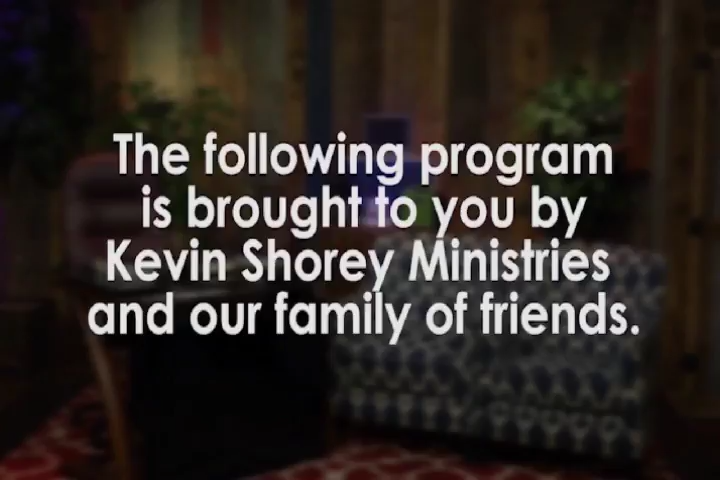 The following program
is brought to you by
Kevin Shorey Ministries
and our family of friends.